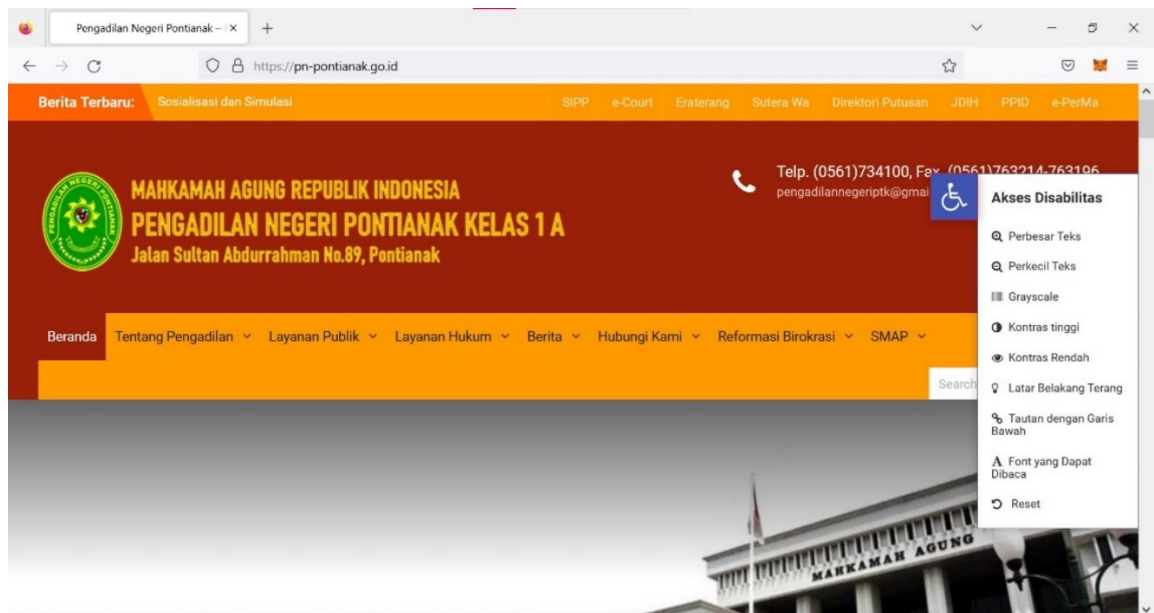 Pengadilan Negeri Pontianak –
https://pn-pontianak.go.id
Berita Terbaru: Sosialisasi dan Simulasi SIPP e-Court Eraterang Sutera Wa Direktori Putusan JDIH PPID e-PerMa
Telp. (0561)734100, Fax. (0561)763214-763196
pengadilannegeriptk@gmai
MAHKAMAH AGUNG REPUBLIK INDONESIA
PENGADILAN NEGERI PONTIANAK KELAS 1 A
Jalan Sultan Abdurrahman No.89, Pontianak
Beranda Tentang Pengadilan Layanan Publik Layanan Hukum Berita Hubungi Kami Reformasi Birokrasi SMAP
Search
Akses Disabilitas
Perbesar Teks
Perkecil Teks
Grayscale
Kontras tinggi
Kontras Rendah
Latar Belakang Terang
Tautan dengan Garis
Bawah
A Font yang Dapat
Dibaca
Reset
MAHKAMAH AGUNG